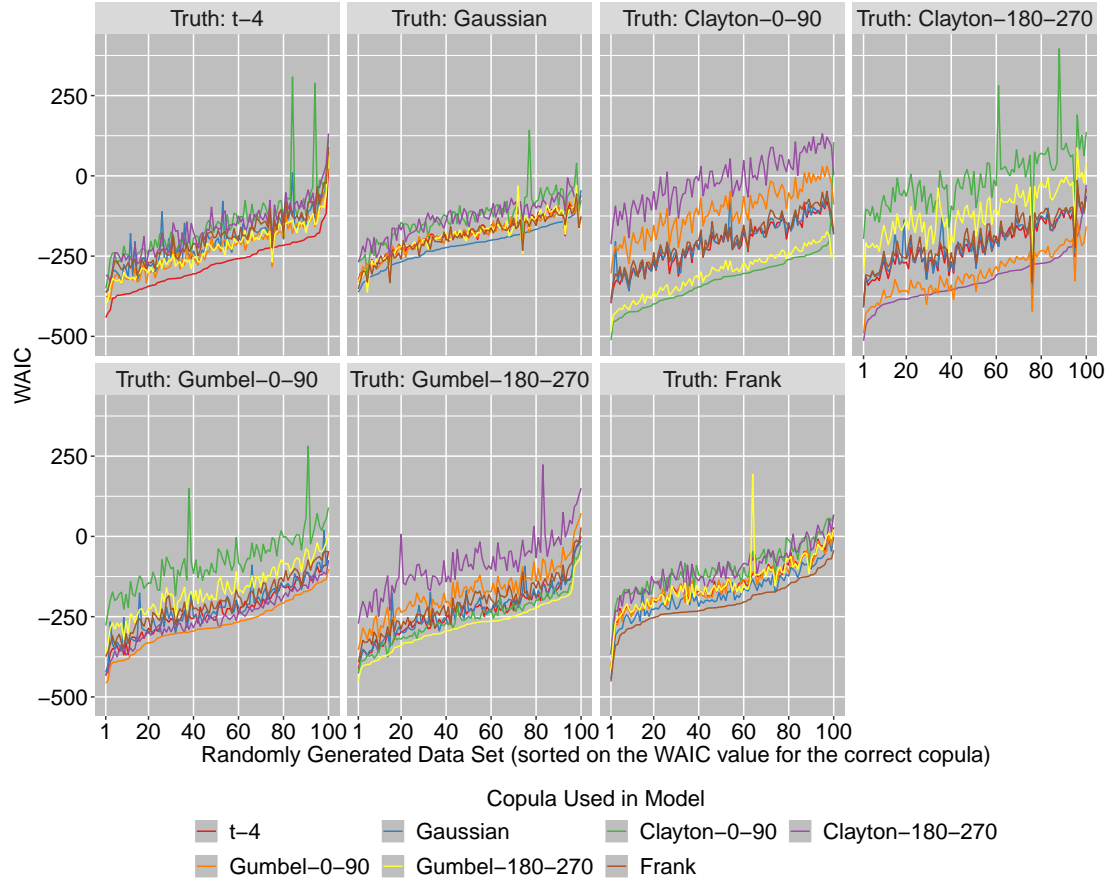 Truth: t−4 Truth: Gaussian Truth: Clayton−0−90 Truth: Clayton−180−270
250
0
−250
−500
1 20 40 60 80 100
WAIC
Truth: Gumbel−0−90 Truth: Gumbel−180−270 Truth: Frank
250
0
−250
−500
1 20 40 60 80 100 1 20 40 60 80 100 1 20 40 60 80 100
Randomly Generated Data Set (sorted on the WAIC value for the correct copula)
Copula Used in Model
t−4 Gaussian Clayton−0−90 Clayton−180−270
Gumbel−0−90 Gumbel−180−270 Frank